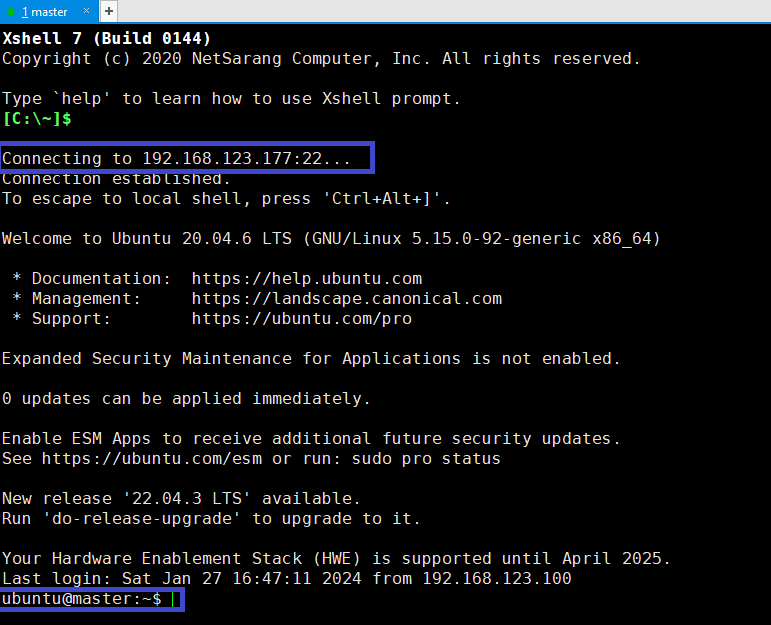 1 master × +
Xshell 7 (Build 0144)
Copyright (c) 2020 NetSarang Computer, Inc. All rights reserved.
Type `help' to learn how to use Xshell prompt.
[C:\~]$
Connecting to 192.168.123.177:22...
Connection established.
To escape to local shell, press 'Ctrl+Alt+]'.
Welcome to Ubuntu 20.04.6 LTS (GNU/Linux 5.15.0-92-generic x86_64)
* Documentation:  https://help.ubuntu.com
* Management:     https://landscape.canonical.com
* Support:        https://ubuntu.com/pro
Expanded Security Maintenance for Applications is not enabled.
0 updates can be applied immediately.
Enable ESM Apps to receive additional future security updates.
See https://ubuntu.com/esm or run: sudo pro status
New release '22.04.3 LTS' available.
Run 'do-release-upgrade' to upgrade to it.
Your Hardware Enablement Stack (HWE) is supported until April 2025.
Last login: Sat Jan 27 16:47:11 2024 from 192.168.123.100
ubuntu@master:~$